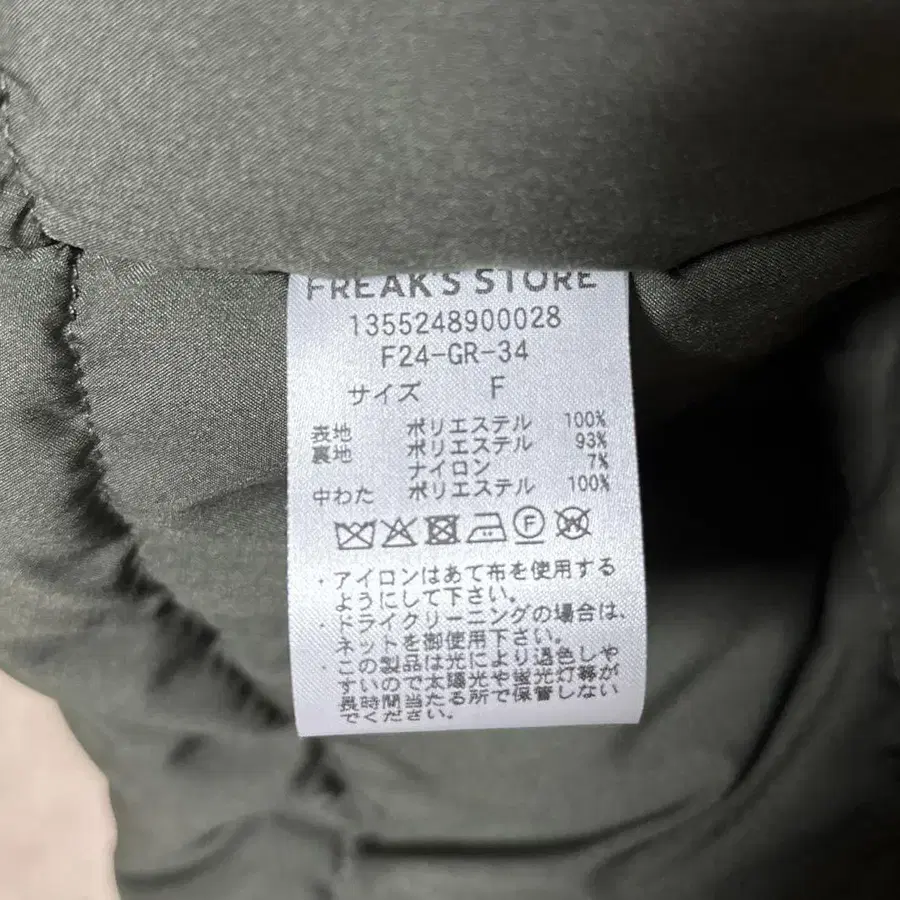 FREAK'S STORE
1355248900028
F24-GR-34
サイズ F
表地 ポリエステル 100%
裏地 ポリエステル 93%
ナイロン 7%
中わた ポリエステル 100%
F W
・アイロンはあて布を使用する
ようにして下さい。
・ドライクリーニングの場合は、
ネットを御使用下さい。
・この製品は光により退色しや
すいので太陽光や蛍光灯等が
長時間当たる所で保管しない
でください。